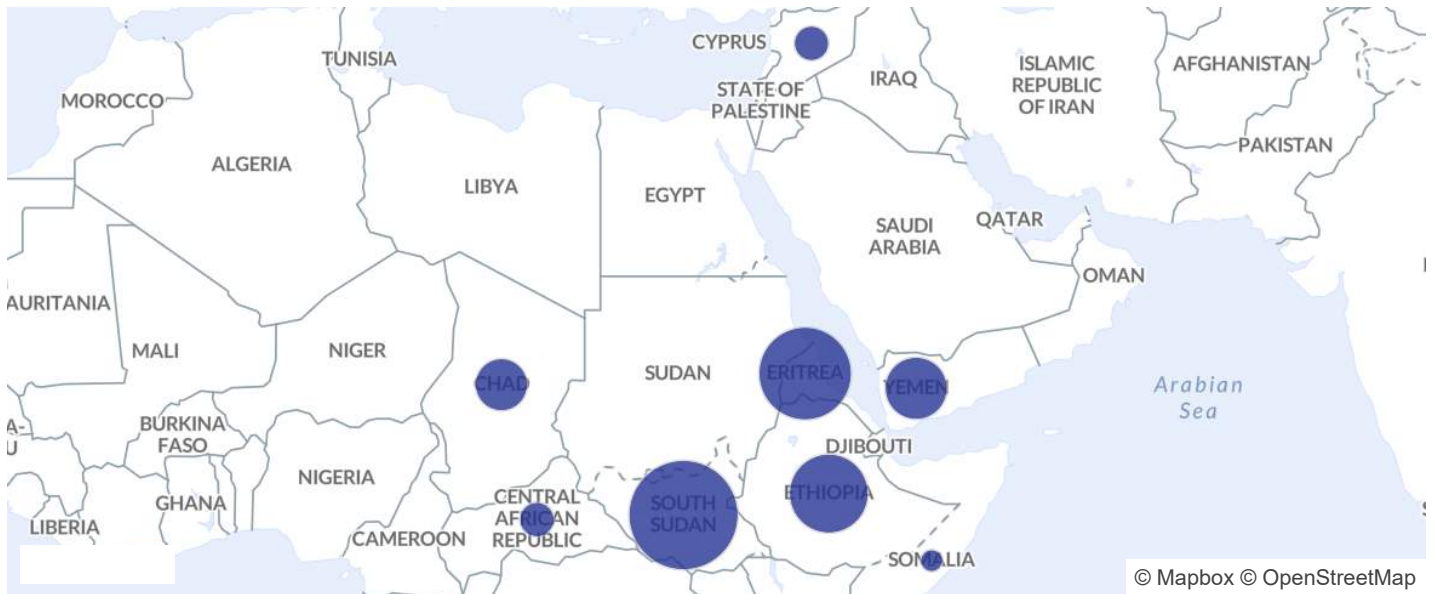 CYPRUS
TUNISIA
ISLAMIC
REPUBLIC
OF IRAN
AFGHANISTAN
IRAQ
STATE OF
PALESTINE
MOROCCO
PAKISTAN
ALGERIA
LIBYA
EGYPT
SAUDI
ARABIA
QATAR
OMAN
AURITANIA
MALI
NIGER
CHAD
SUDAN
ERITREA
YEMEN
Arabian
Sea
A-
U
BURKINA
FASO
DJIBOUTI
NIGERIA
GHANA
CENTRAL
AFRICAN
REPUBLIC
SOUTH
SUDAN
ETHIOPIA
LIBERIA
CAMEROON
SOMALIA
© Mapbox © OpenStreetMap